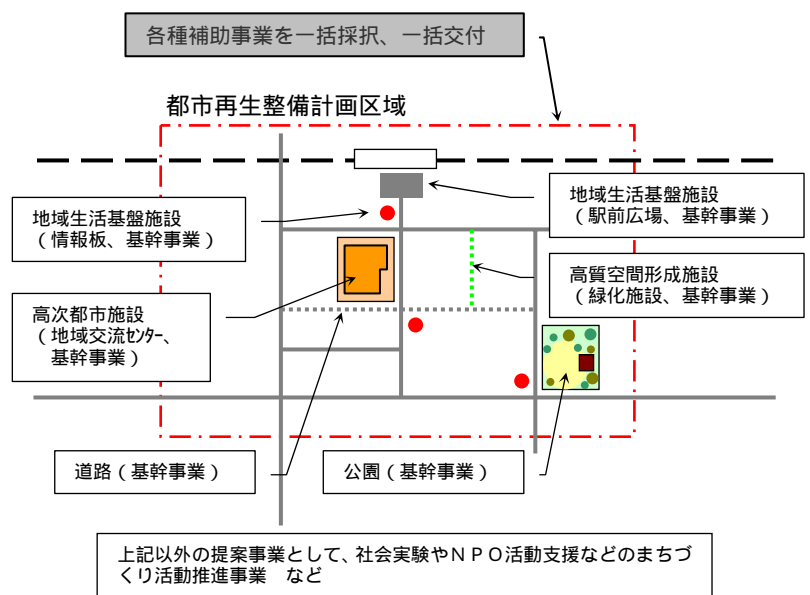 各種補助事業を一括採択、一括交付
都市再生整備計画区域
地域生活基盤施設
（情報板、基幹事業）
地域生活基盤施設
（駅前広場、基幹事業）
高次都市施設
（地域交流ｾﾝﾀｰ、
基幹事業）
高質空間形成施設
（緑化施設、基幹事業）
道路（基幹事業）
公園（基幹事業）
上記以外の提案事業として、社会実験やＮＰＯ活動支援などのまちづ
くり活動推進事業　など